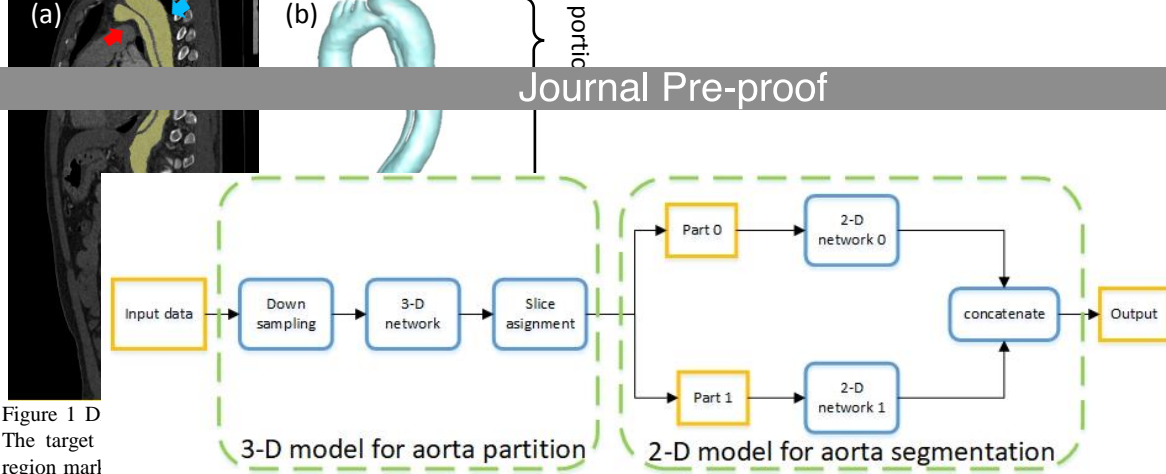 (a)
(b)
Journal Pre-proof
Input data
Down
sampling
3-D
network
Slice
asignment
Part 0
2-D
network 0
Part 1
2-D
network 1
concatenate
Output
3-D model for aorta partition
2-D model for aorta segmentation
Figure 1
The target
region